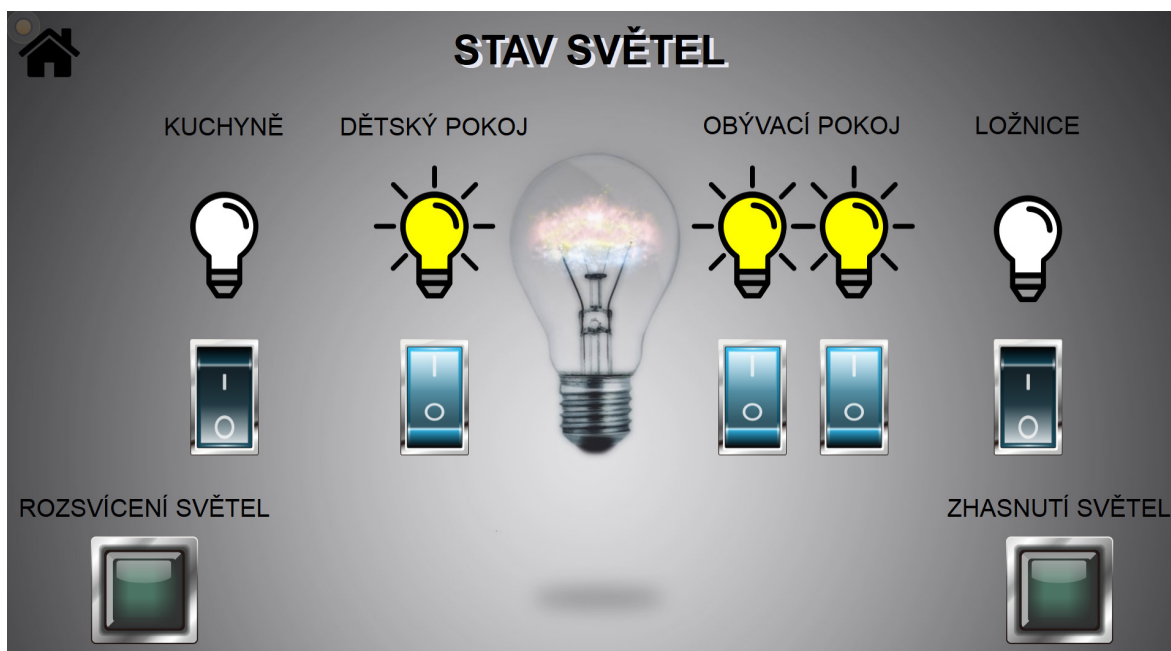 STAV SVĚTEL
KUCHYNĚ
DĚTSKÝ POKOJ
OBÝVACÍ POKOJ
LOŽNICE
ROZSVÍCENÍ SVĚTEL
ZHASNUTÍ SVĚTEL